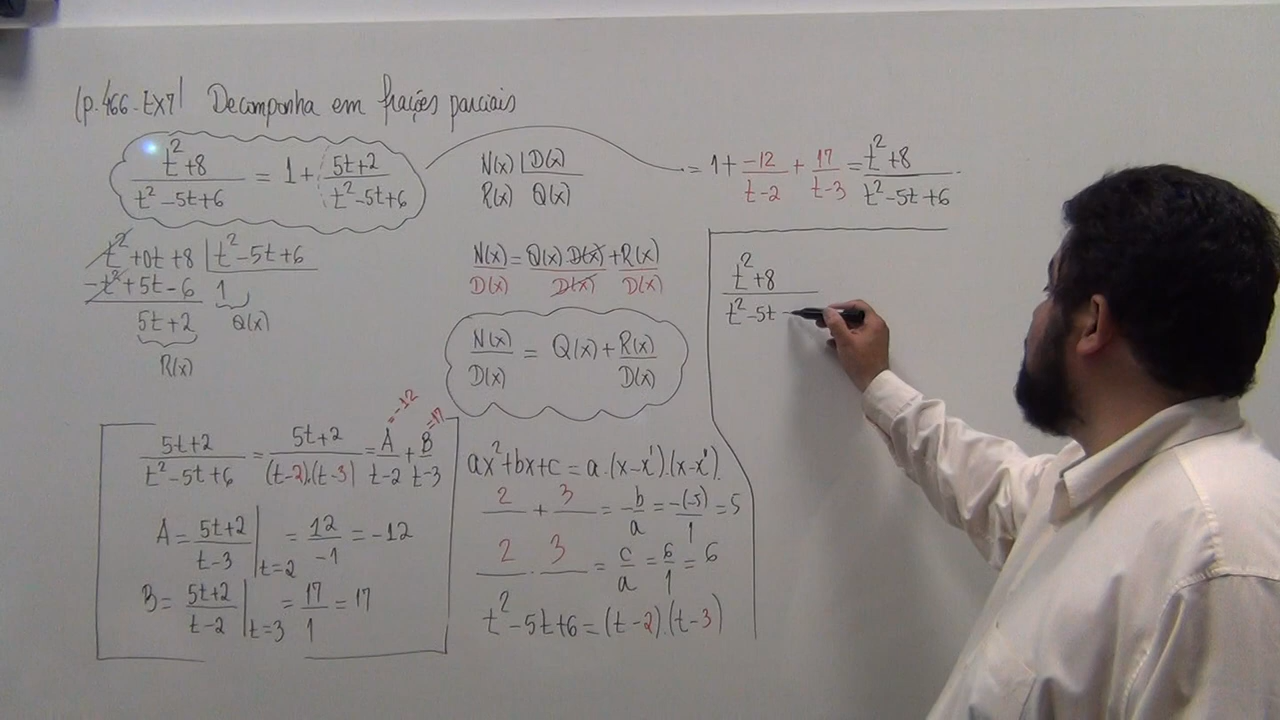 (p.466-EX7) Decomponha em frações parciais
t²+8 / t²-5t+6 = 1 + 5t+2 / t²-5t+6
N(x) | D(x)
R(x) Q(x)
= 1 + -12 / t-2 + 17 / t-3 = t²+8 / t²-5t+6
t²+0t+8 | t²-5t+6
-t²+5t-6 1
5t+2 Q(x)
R(x)
N(x) / D(x) = Q(x).D(x) / D(x) + R(x) / D(x)
N(x) / D(x) = Q(x) + R(x) / D(x)
t²+8 / t²-5t -
5t+2 / t²-5t+6 = 5t+2 / (t-2).(t-3) = A / t-2 + B / t-3
=-12 =17
A = 5t+2 / t-3 | t=2 = 12 / -1 = -12
B = 5t+2 / t-2 | t=3 = 17 / 1 = 17
ax²+bx+c = a.(x-x').(x-x'').
2 + 3 = -b / a = -(-5) / 1 = 5
2 . 3 = c / a = 6 / 1 = 6
t²-5t+6 = (t-2).(t-3)